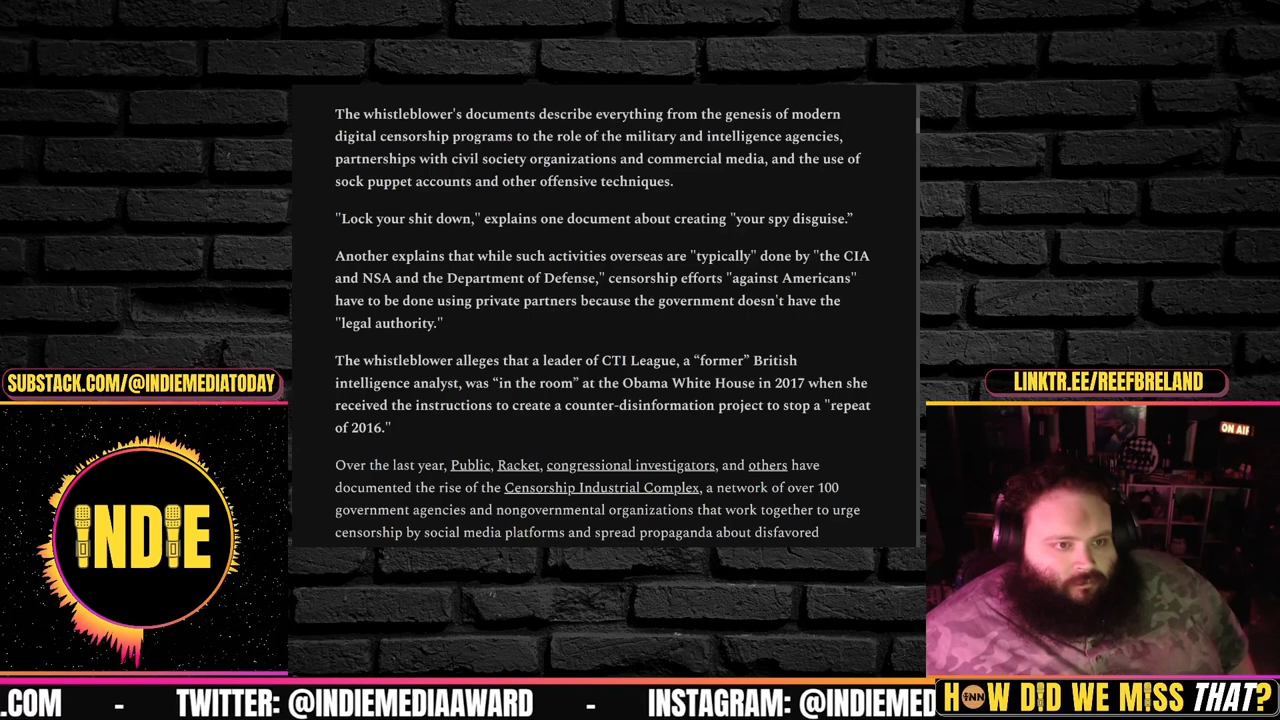 The whistleblower's documents describe everything from the genesis of modern
digital censorship programs to the role of the military and intelligence agencies,
partnerships with civil society organizations and commercial media, and the use of
sock puppet accounts and other offensive techniques.
"Lock your shit down," explains one document about creating "your spy disguise.”
Another explains that while such activities overseas are "typically" done by "the CIA
and NSA and the Department of Defense," censorship efforts "against Americans"
have to be done using private partners because the government doesn't have the
"legal authority."
The whistleblower alleges that a leader of CTI League, a “former” British
intelligence analyst, was “in the room” at the Obama White House in 2017 when she
received the instructions to create a counter-disinformation project to stop a "repeat
of 2016."
Over the last year, Public, Racket, congressional investigators, and others have
documented the rise of the Censorship Industrial Complex, a network of over 100
government agencies and nongovernmental organizations that work together to urge
censorship by social media platforms and spread propaganda about disfavored
SUBSTACK.COM/@INDIEMEDIATODAY
INDIE
LINKTR.EE/REEFBRELAND
ON AIR
.COM - TWITTER: @INDIEMEDIAAWARD - INSTAGRAM: @INDIEMED
HOW DID WE MISS THAT?
INN